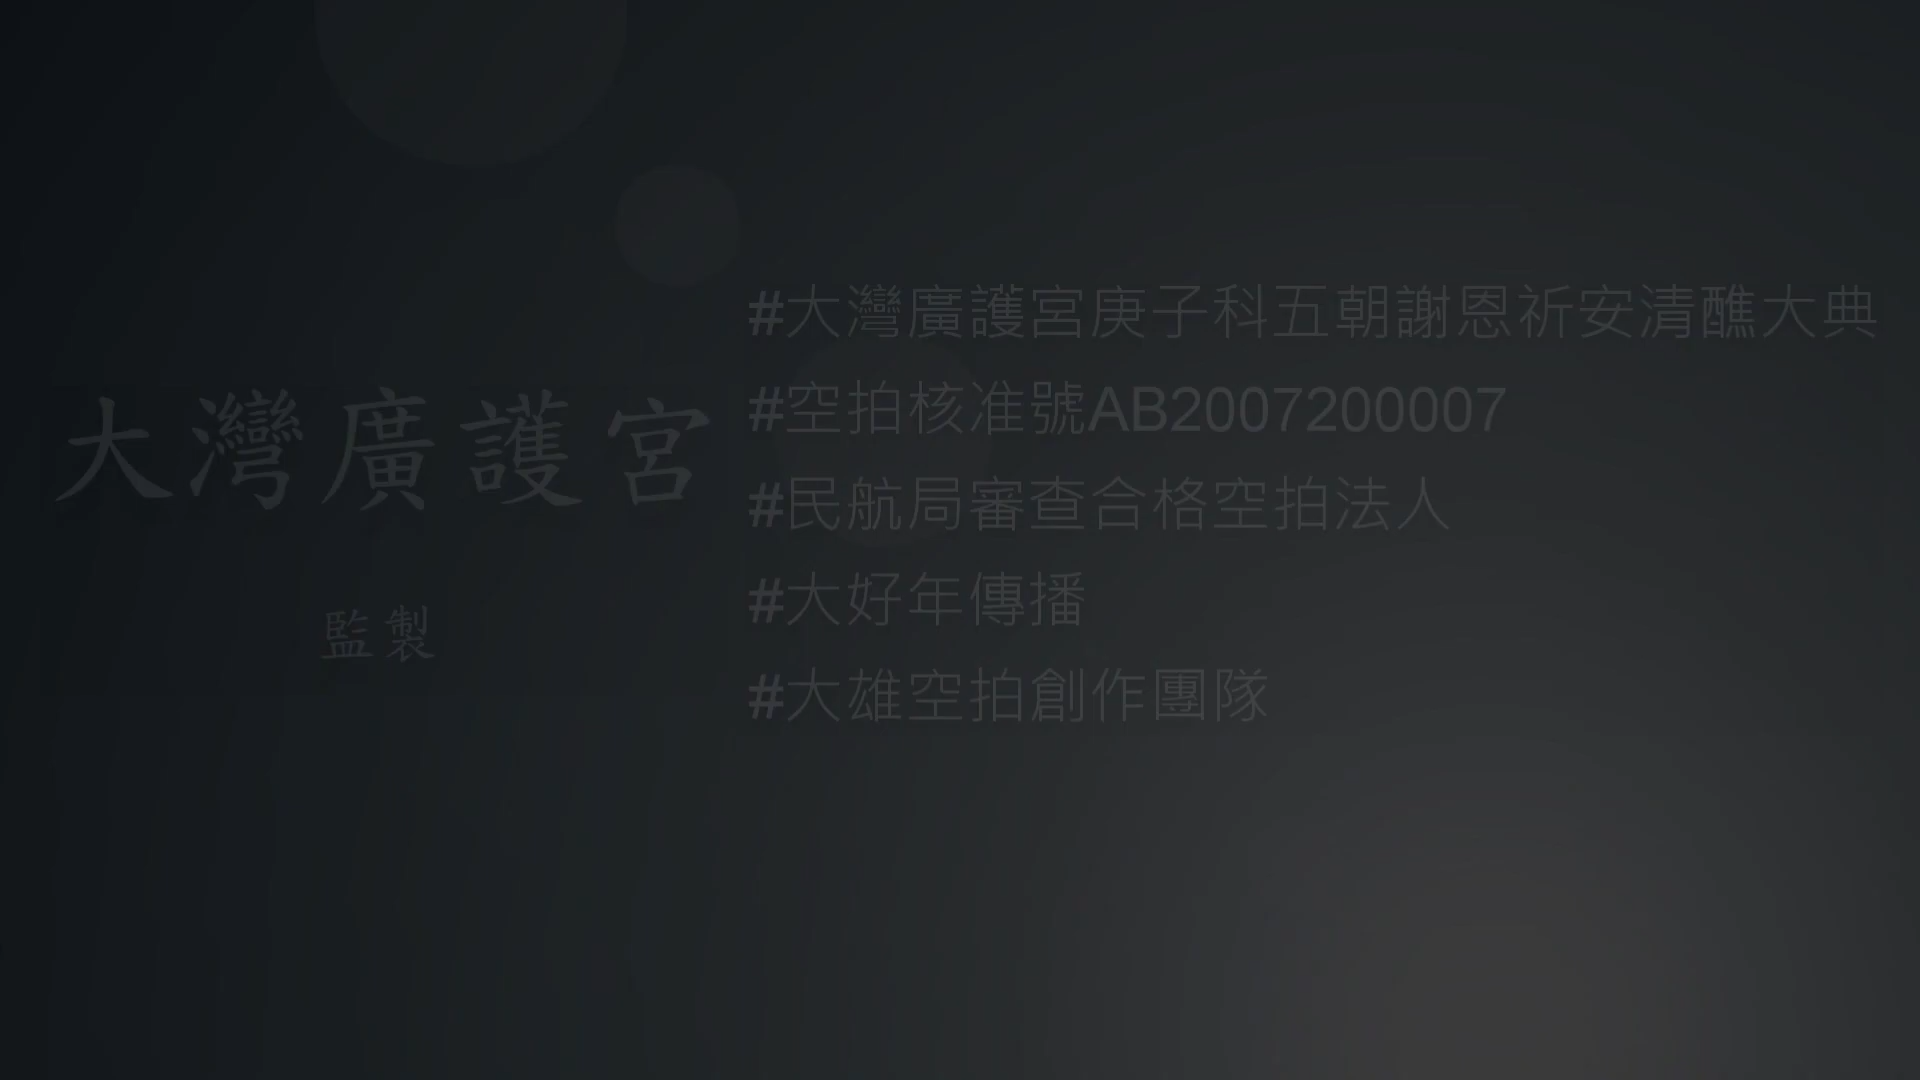 大灣廣護宮
監製
#大灣廣護宮庚子科五朝謝恩祈安清醮大典
#空拍核准號AB2007200007
#民航局審查合格空拍法人
#大好年傳播
#大雄空拍創作團隊